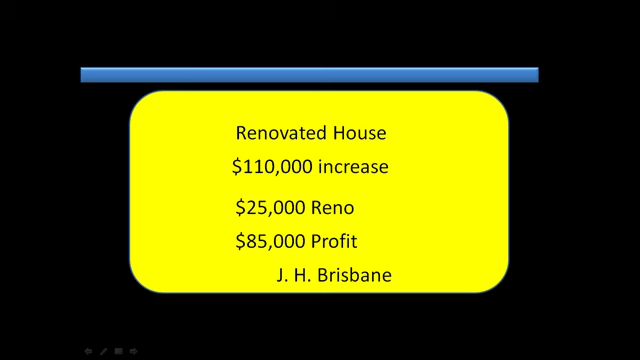 Renovated House
$110,000 increase
$25,000 Reno
$85,000 Profit
J. H. Brisbane